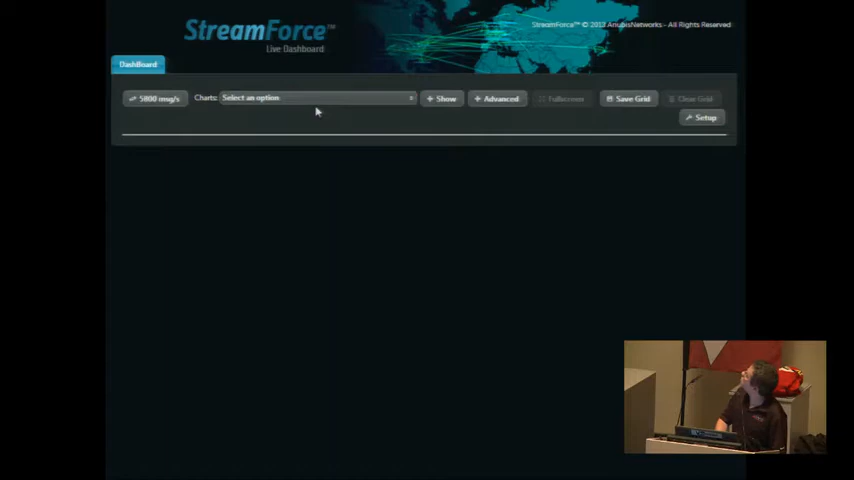 StreamForce™
Live Dashboard
StreamForce™ © 2013 AnubisNetworks - All Rights Reserved
DashBoard
5800 msg/s
Charts:
Select an option
Show
Advanced
Fullscreen
Save Grid
Clear Grid
Setup